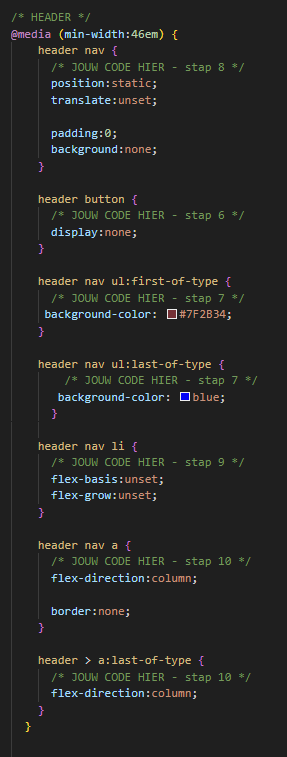 /* HEADER */
@media (min-width:46em) {
header nav {
/* JOUW CODE HIER - stap 8 */
position:static;
translate:unset;
padding:0;
background:none;
}
header button {
/* JOUW CODE HIER - stap 6 */
display:none;
}
header nav ul:first-of-type {
/* JOUW CODE HIER - stap 7 */
background-color: #7F2B34;
}
header nav ul:last-of-type {
/* JOUW CODE HIER - stap 7 */
background-color: blue;
}
header nav li {
/* JOUW CODE HIER - stap 9 */
flex-basis:unset;
flex-grow:unset;
}
header nav a {
/* JOUW CODE HIER - stap 10 */
flex-direction:column;
border:none;
}
header > a:last-of-type {
/* JOUW CODE HIER - stap 10 */
flex-direction:column;
}
}